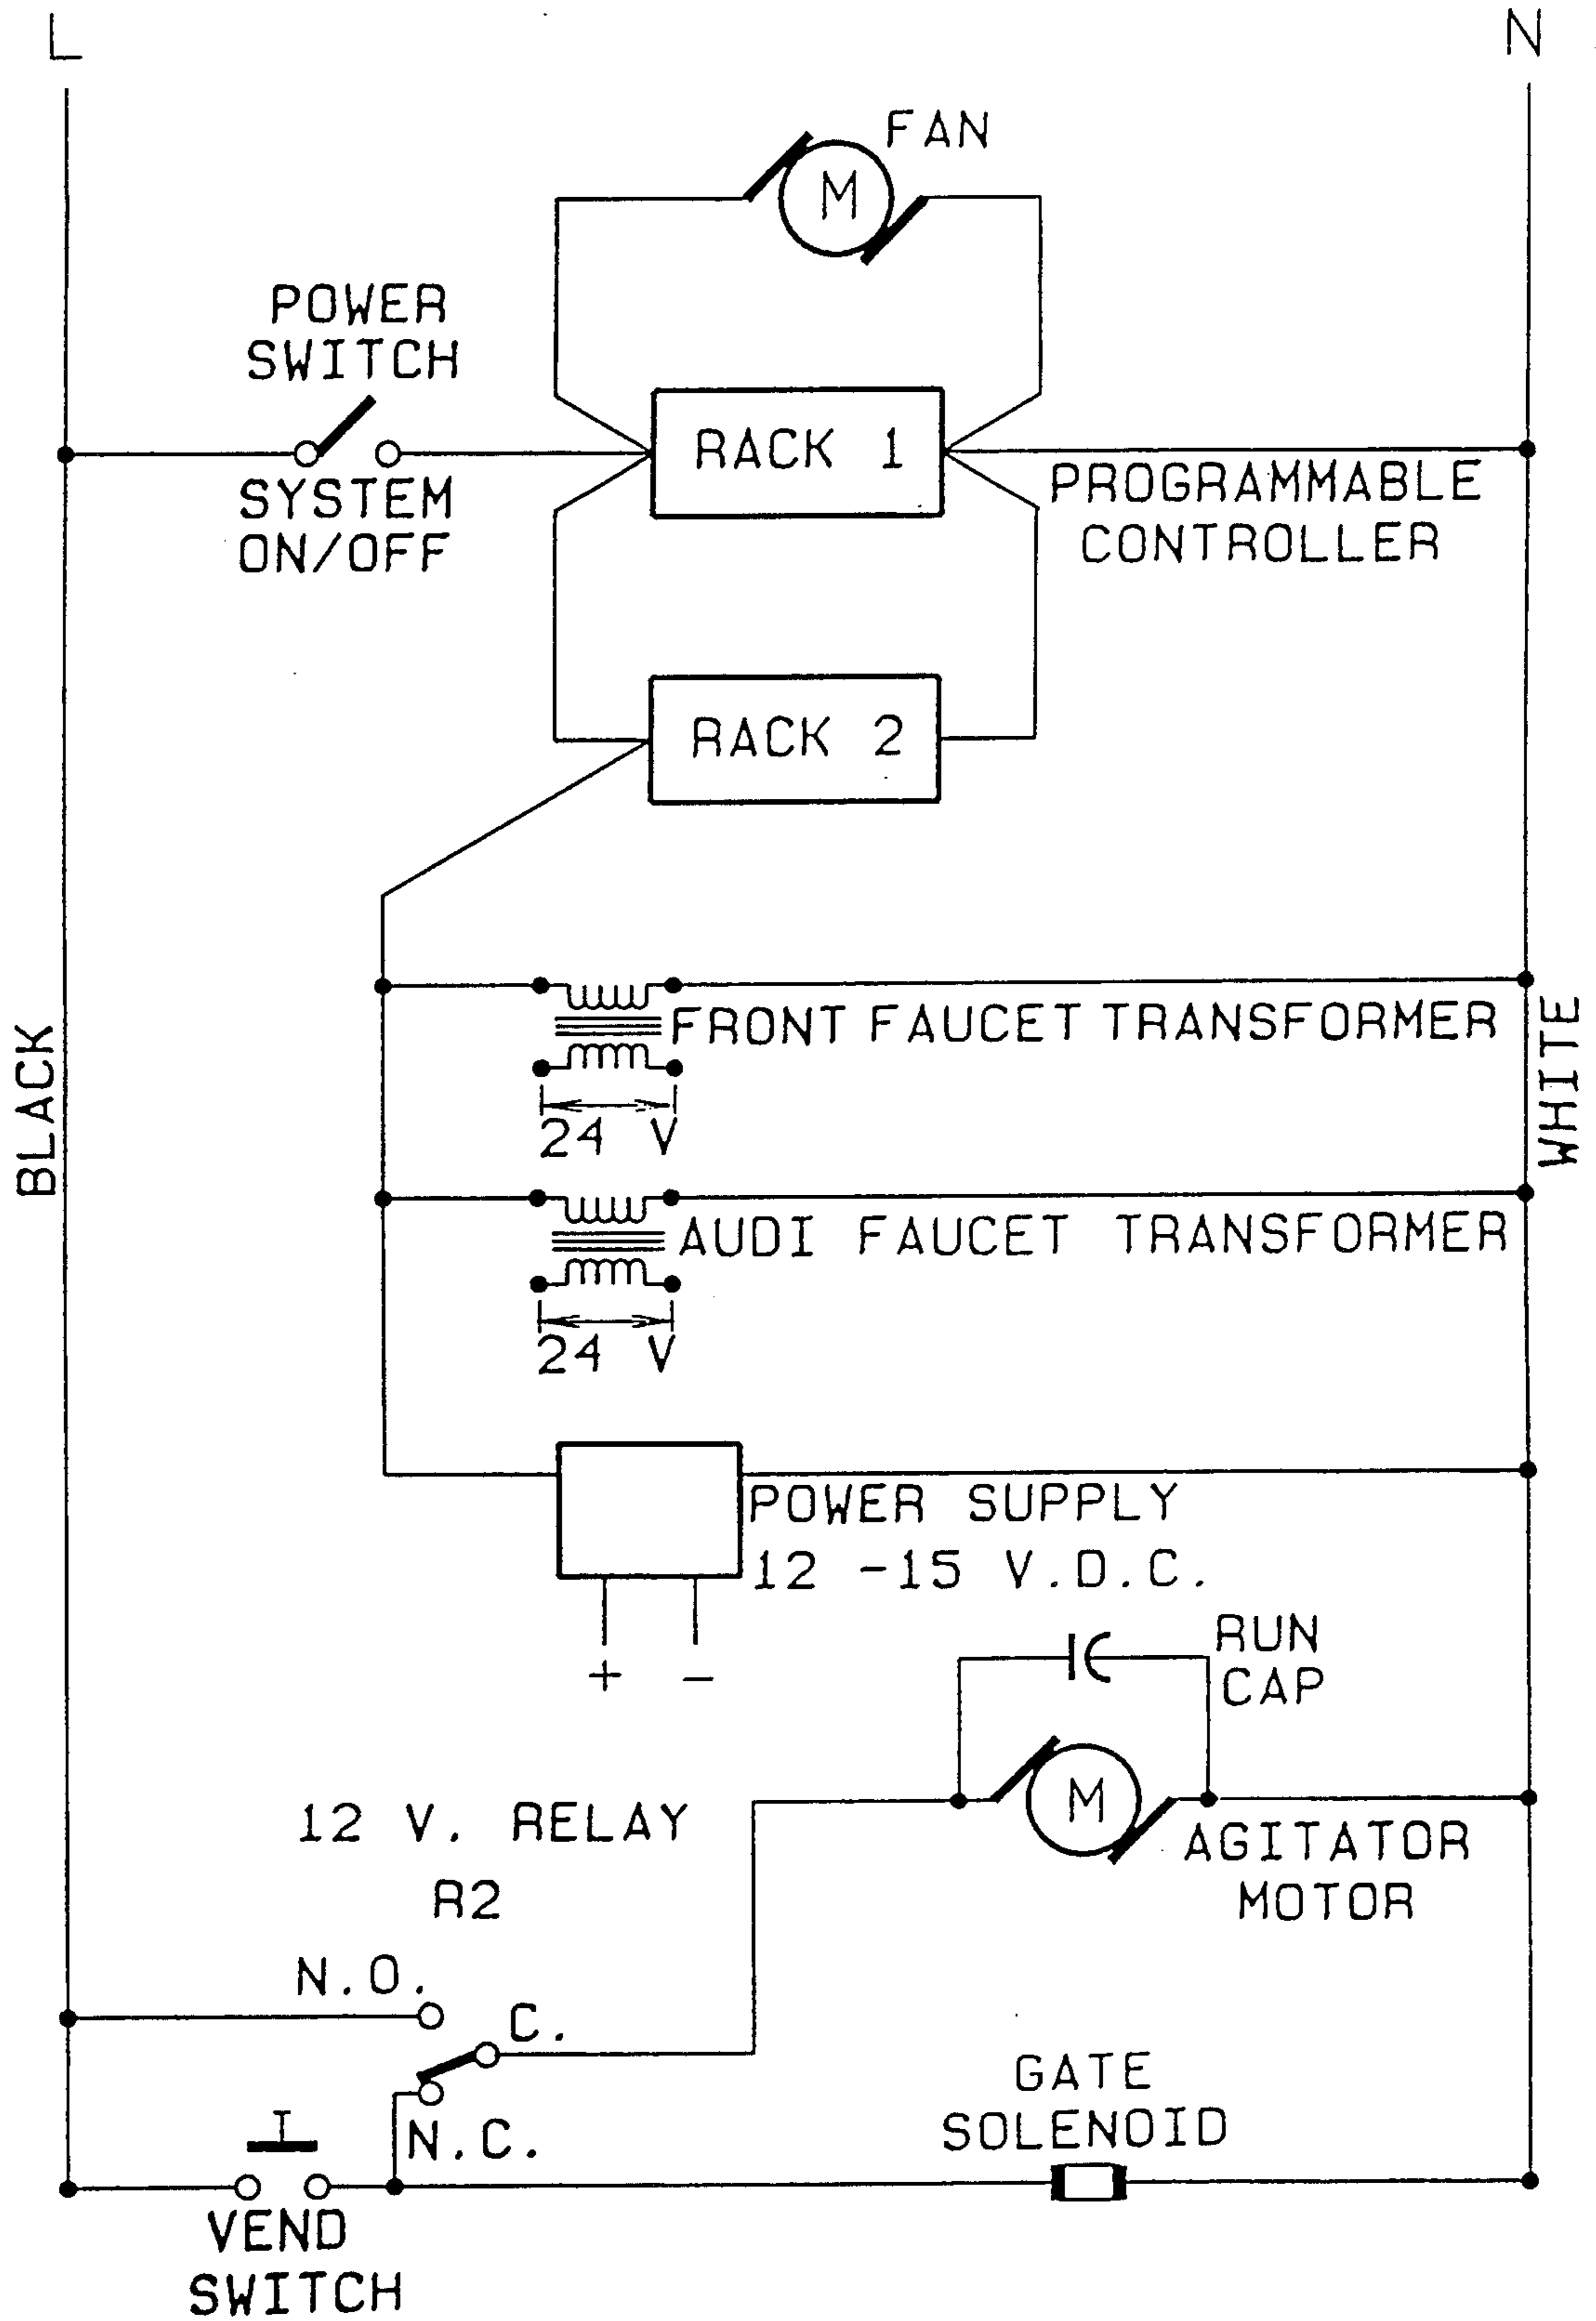 L
N
FAN
M
POWER
SWITCH
RACK 1
SYSTEM
ON/OFF
PROGRAMMABLE
CONTROLLER
RACK 2
BLACK
WHITE
FRONT FAUCET TRANSFORMER
24 V
AUDI FAUCET TRANSFORMER
24 V
POWER SUPPLY
12 -15 V.D.C.
+ -
RUN
CAP
M
12 V. RELAY
R2
AGITATOR
MOTOR
N.O.
C.
N.C.
GATE
SOLENOID
VEND
SWITCH